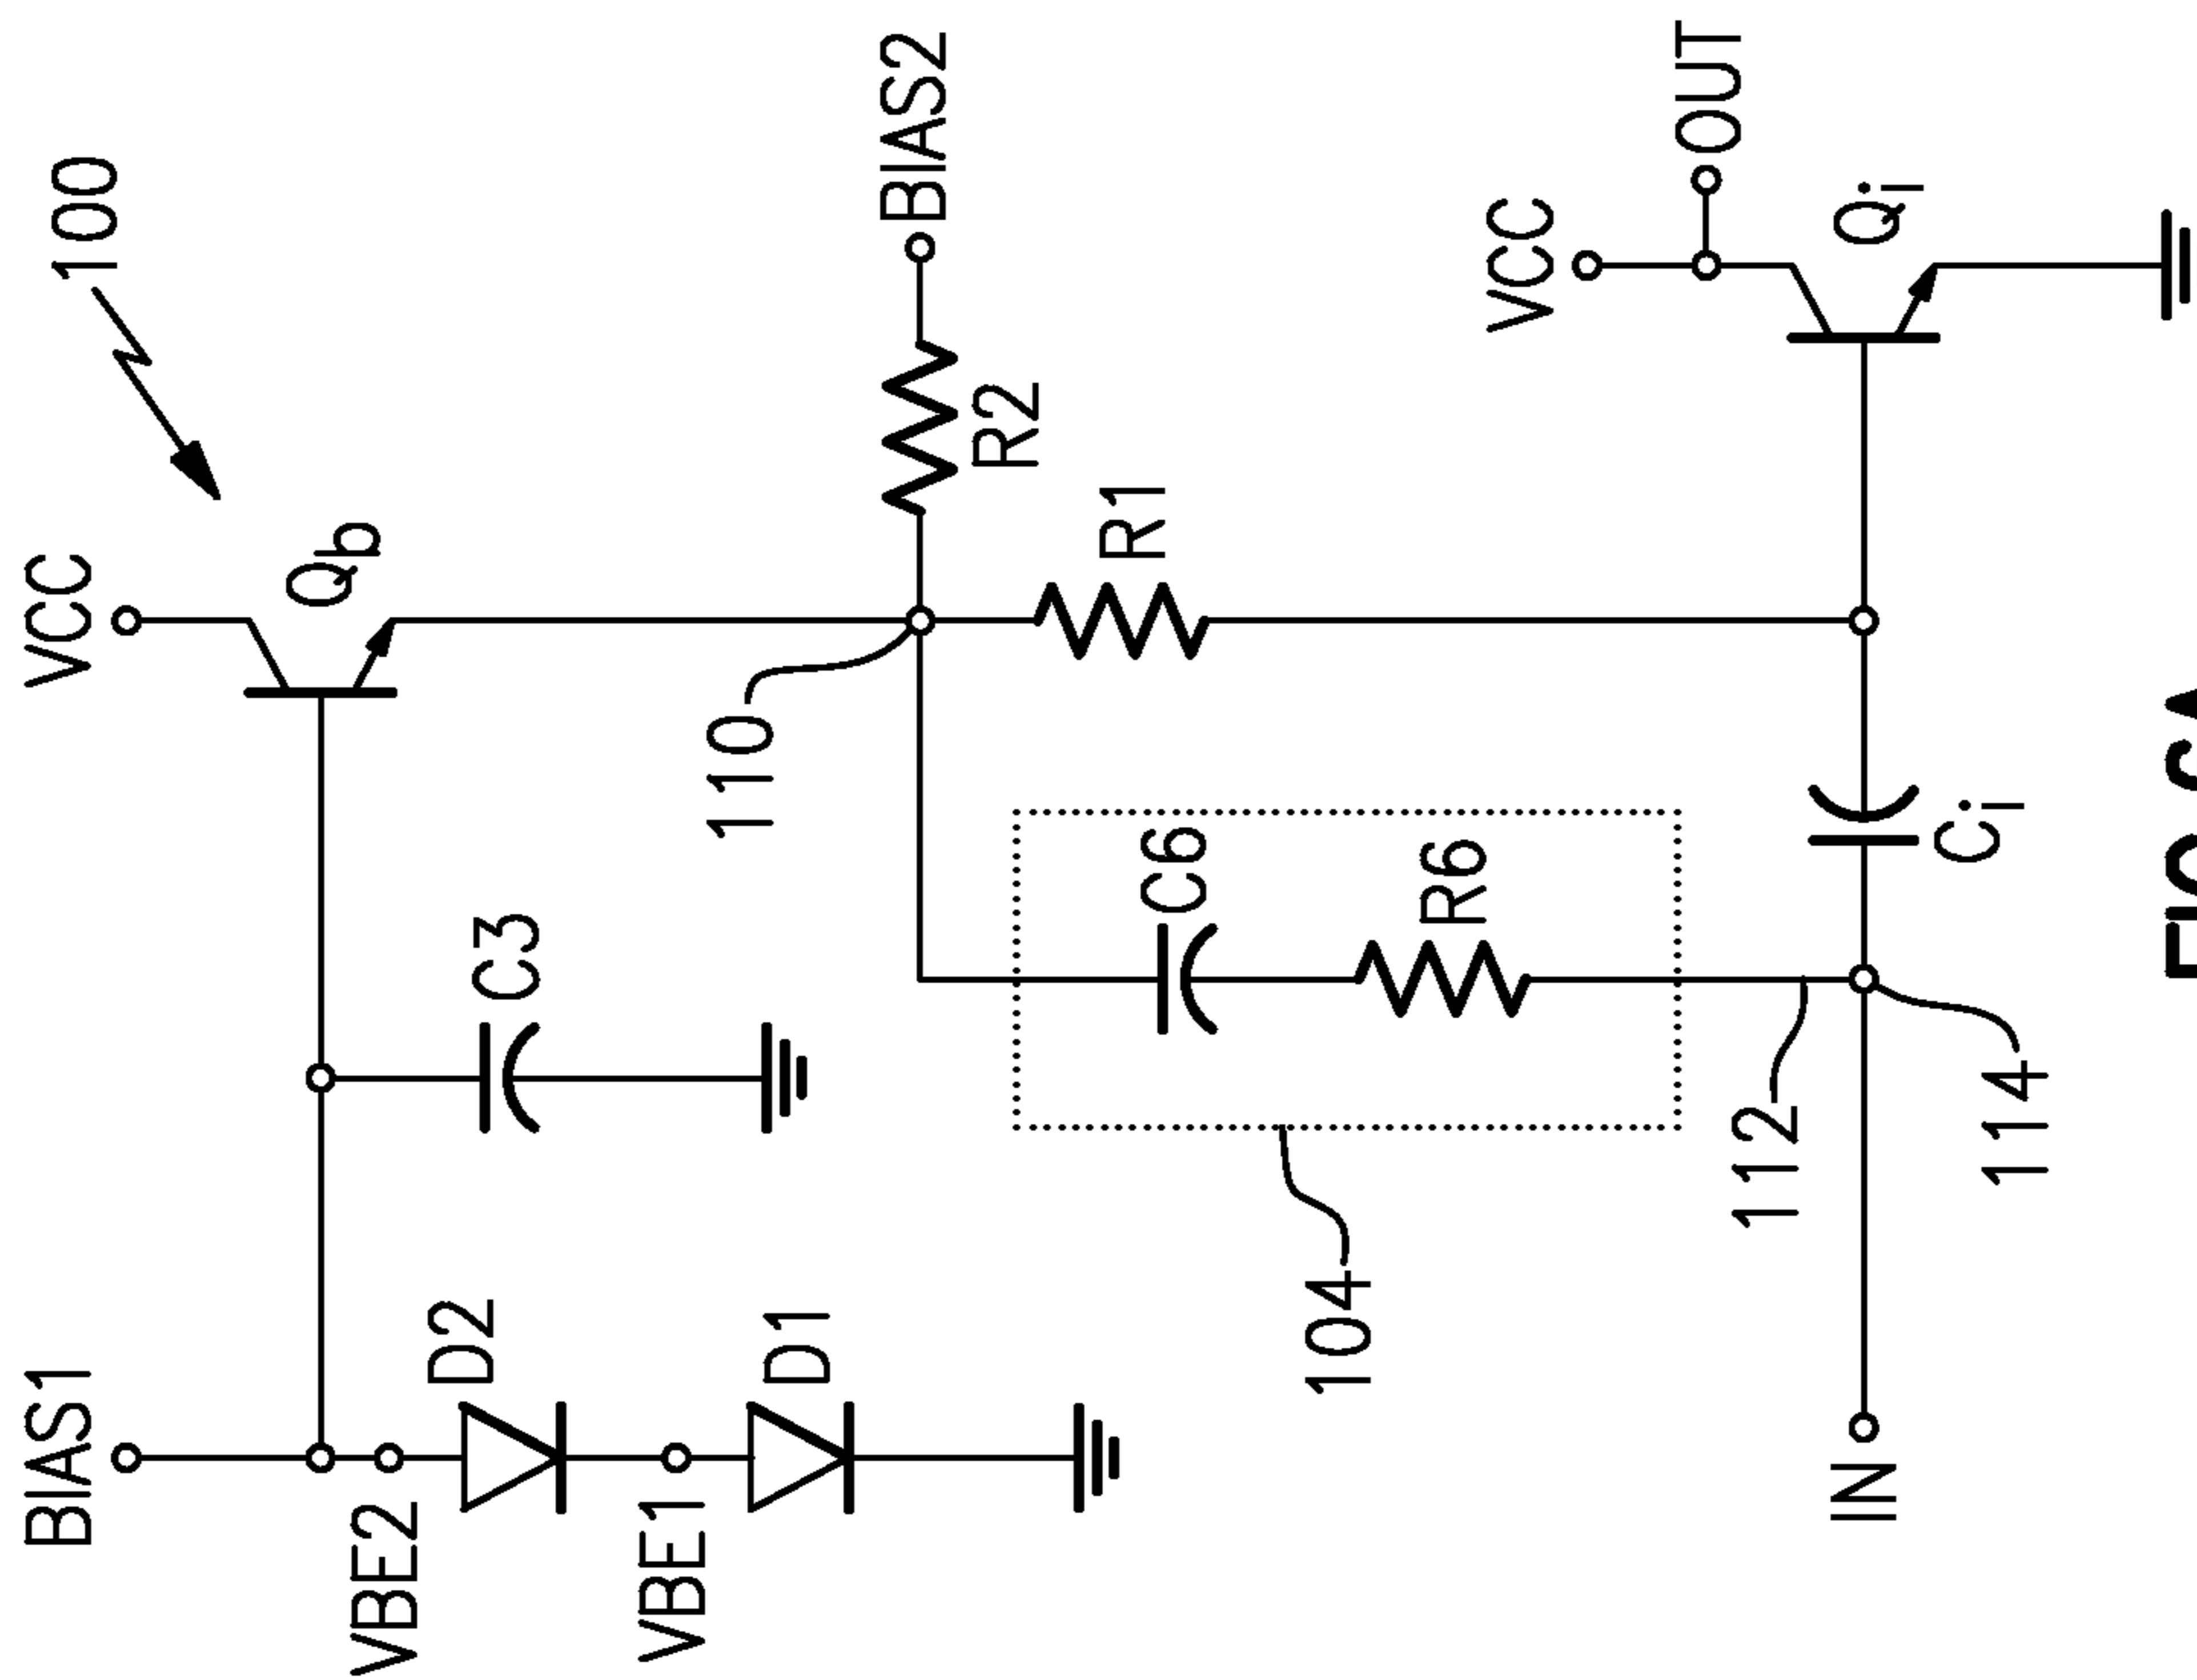 100
BIAS1
VCC
VBE2
D2
C3
Qb
VBE1
D1
110
BIAS2
R2
104
C6
R1
R6
VCC
OUT
112
IN
114
Ci
Qi